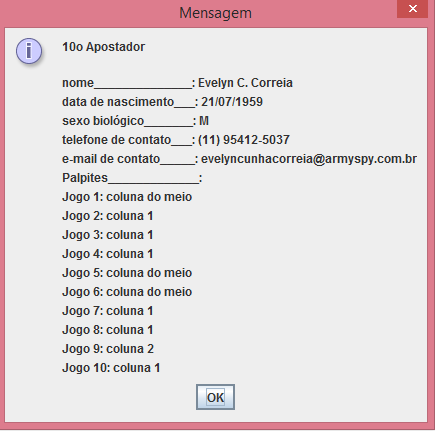 Mensagem
10o Apostador
nome_______________: Evelyn C. Correia
data de nascimento___: 21/07/1959
sexo biológico_______: M
telefone de contato___: (11) 95412-5037
e-mail de contato_____: evelyncunhacorreia@armyspy.com.br
Palpites______________:
Jogo 1: coluna do meio
Jogo 2: coluna 1
Jogo 3: coluna 1
Jogo 4: coluna 1
Jogo 5: coluna do meio
Jogo 6: coluna do meio
Jogo 7: coluna 1
Jogo 8: coluna 1
Jogo 9: coluna 2
Jogo 10: coluna 1
OK